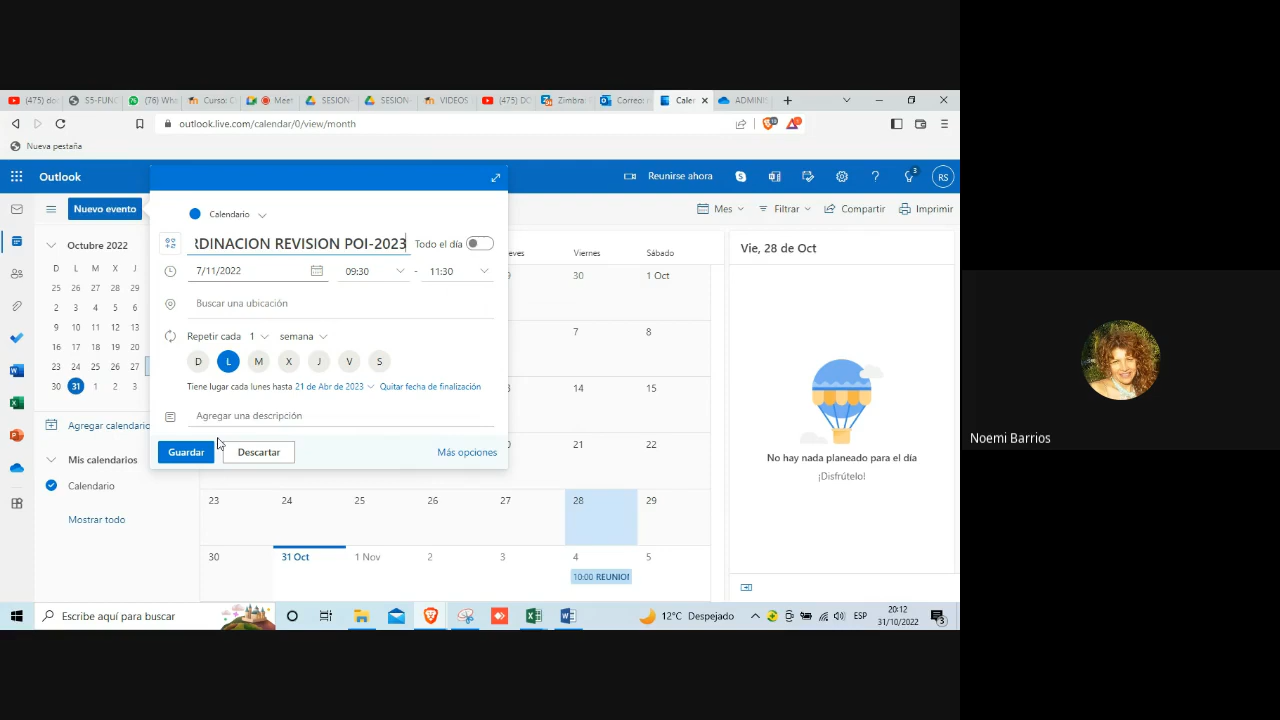 (475) do
S5-FUNC
(76) Wha
Curso: C
Meet
SESION
SESION-
VIDEOS
(475) DC
Zimbra:
Correo:
Caler
ADMINIS
outlook.live.com/calendar/0/view/month
Nueva pestaña
Outlook
Reunirse ahora
3
RS
Nuevo evento
Mes
Filtrar
Compartir
Imprimir
Calendario
RDINACION REVISION POI-2023
Todo el día
7/11/2022
09:30
-
11:30
Buscar una ubicación
Repetir cada 1 semana
D L M X J V S
Tiene lugar cada lunes hasta 21 de Abr de 2023 Quitar fecha de finalización
Agregar una descripción
Guardar
Descartar
Más opciones
Octubre 2022
D L M X J
25 26 27 28 29
2 3 4 5 6
9 10 11 12 13
16 17 18 19 20
23 24 25 26 27
30 31 1 2 3
Agregar calendario
Mis calendarios
Calendario
Mostrar todo
eves Viernes Sábado
30 1 Oct
7 8
14 15
21 22
23 24 25 26 27 28 29
30 31 Oct 1 Nov 2 3 4 5
10:00 REUNIO
Vie, 28 de Oct
No hay nada planeado para el día
¡Disfrútelo!
Escribe aquí para buscar
12°C Despejado
ESP
20:12
31/10/2022
3
Noemi Barrios